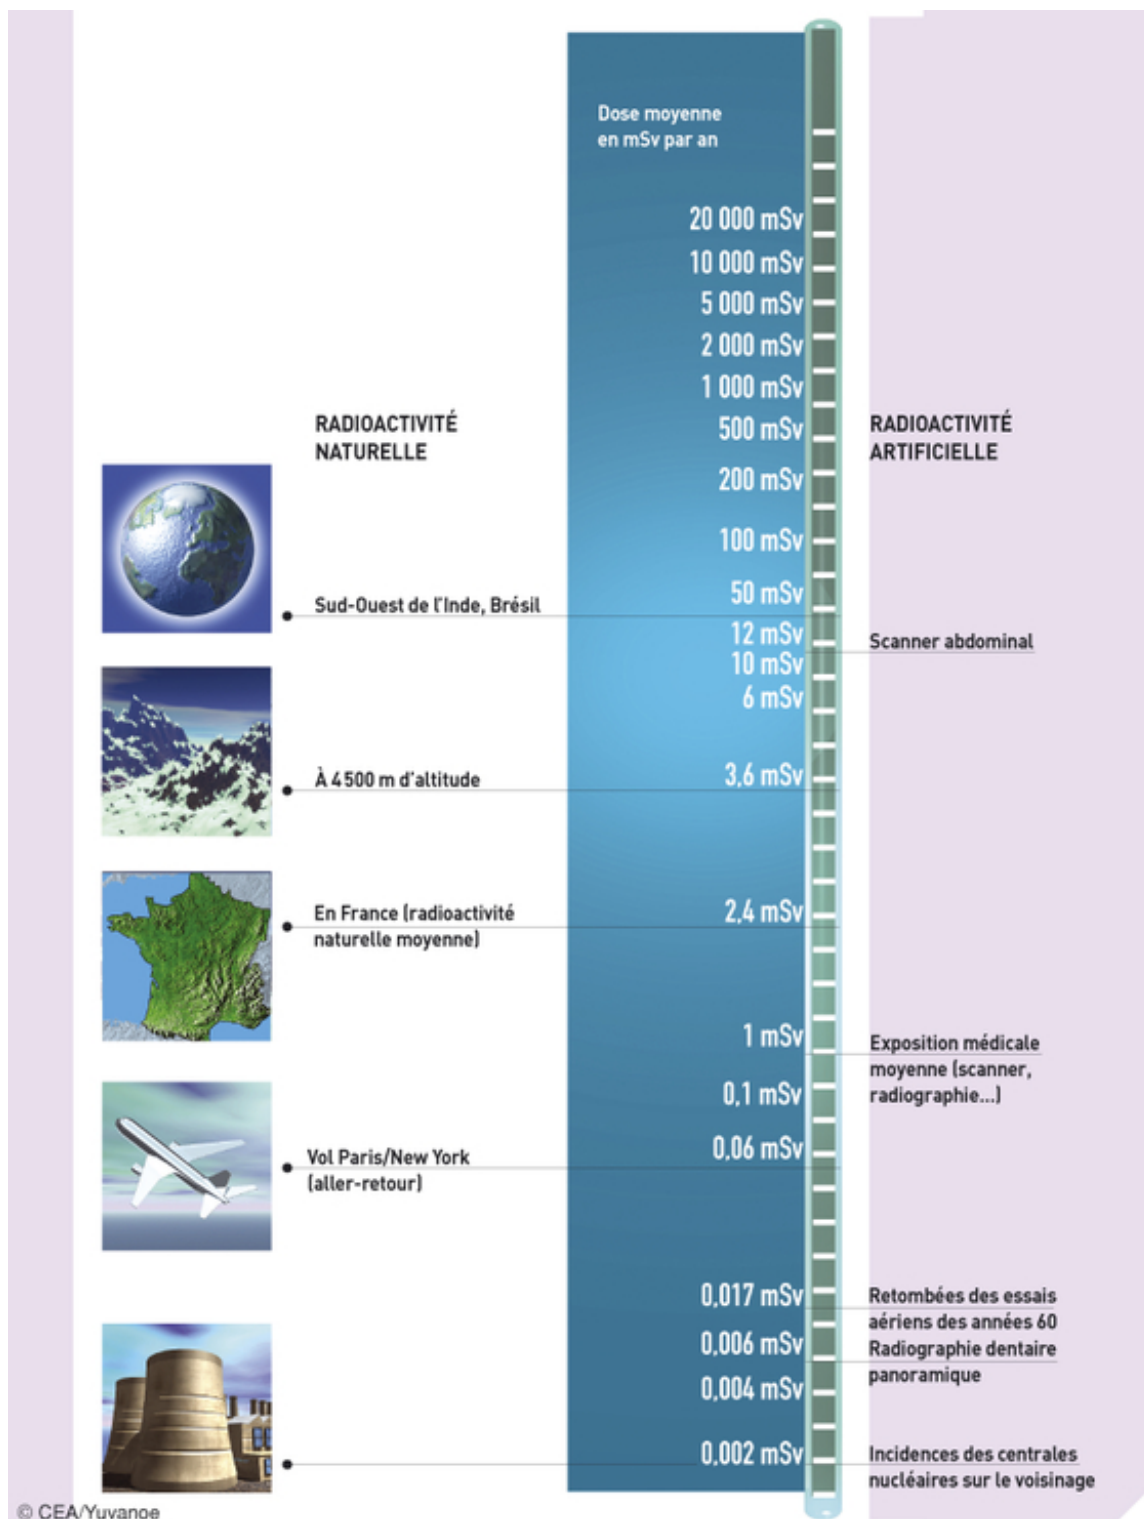 Dose moyenne
en mSv par an
20 000 mSv
10 000 mSv
5 000 mSv
2 000 mSv
1 000 mSv
500 mSv
200 mSv
100 mSv
50 mSv
12 mSv
10 mSv
6 mSv
3,6 mSv
2,4 mSv
1 mSv
0,1 mSv
0,06 mSv
0,017 mSv
0,006 mSv
0,004 mSv
0,002 mSv
RADIOACTIVITÉ
NATURELLE
Sud-Ouest de l'Inde, Brésil
À 4 500 m d'altitude
En France (radioactivité
naturelle moyenne)
Vol Paris/New York
(aller-retour)
RADIOACTIVITÉ
ARTIFICIELLE
Scanner abdominal
Exposition médicale
moyenne (scanner,
radiographie...)
Retombées des essais
aériens des années 60
Radiographie dentaire
panoramique
Incidences des centrales
nucléaires sur le voisinage
© CEA/Yuvanoe